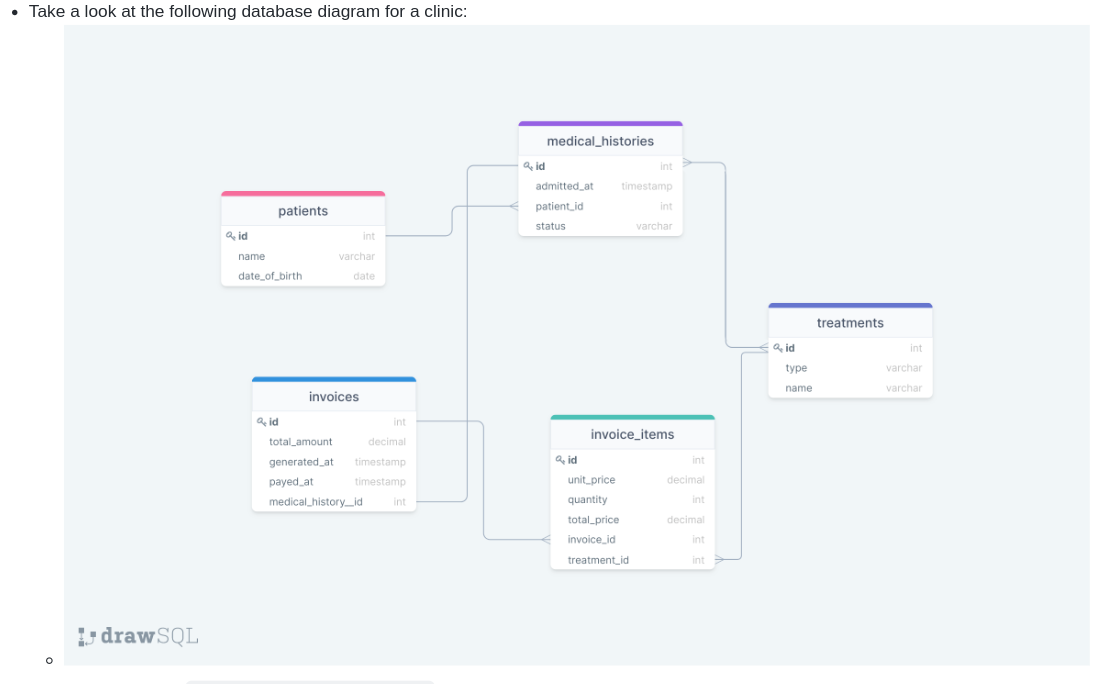 Take a look at the following database diagram for a clinic:
medical_histories
id int
admitted_at timestamp
patient_id int
status varchar
patients
id int
name varchar
date_of_birth date
treatments
id int
type varchar
name varchar
invoices
id int
total_amount decimal
generated_at timestamp
payed_at timestamp
medical_history__id int
invoice_items
id int
unit_price decimal
quantity int
total_price decimal
invoice_id int
treatment_id int
drawSQL